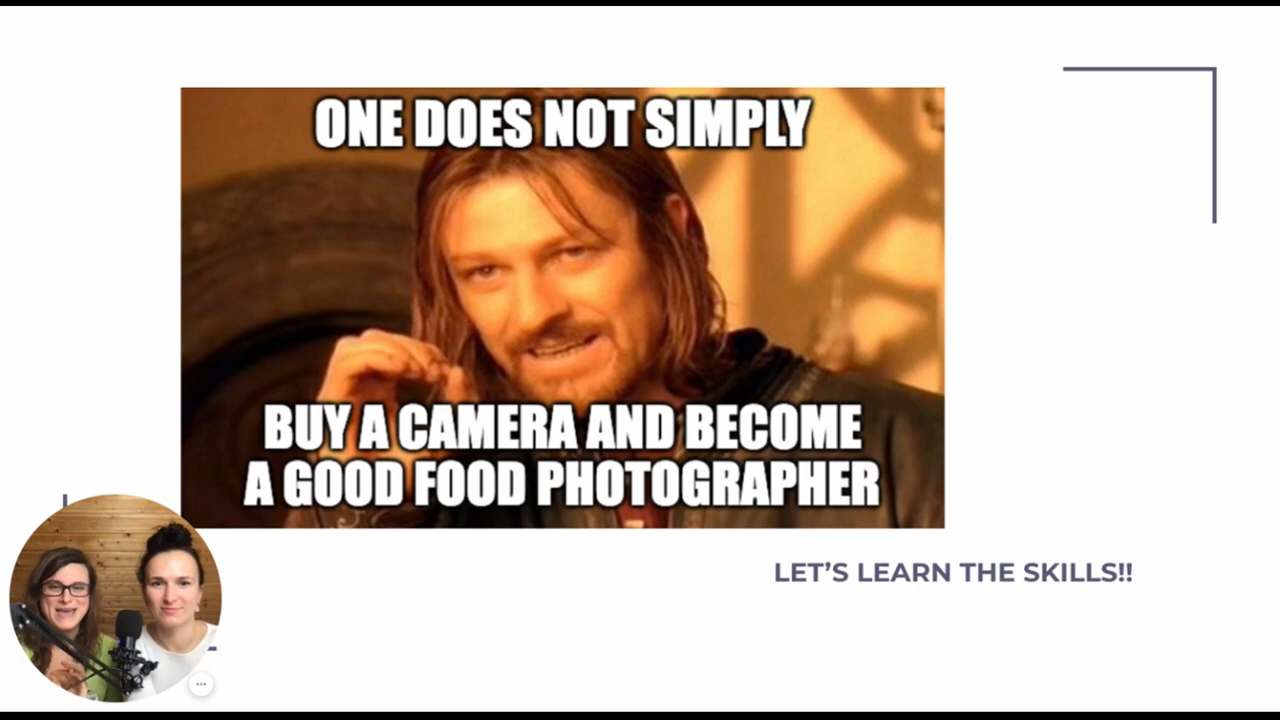 ONE DOES NOT SIMPLY
BUY A CAMERA AND BECOME
A GOOD FOOD PHOTOGRAPHER
LET’S LEARN THE SKILLS!!